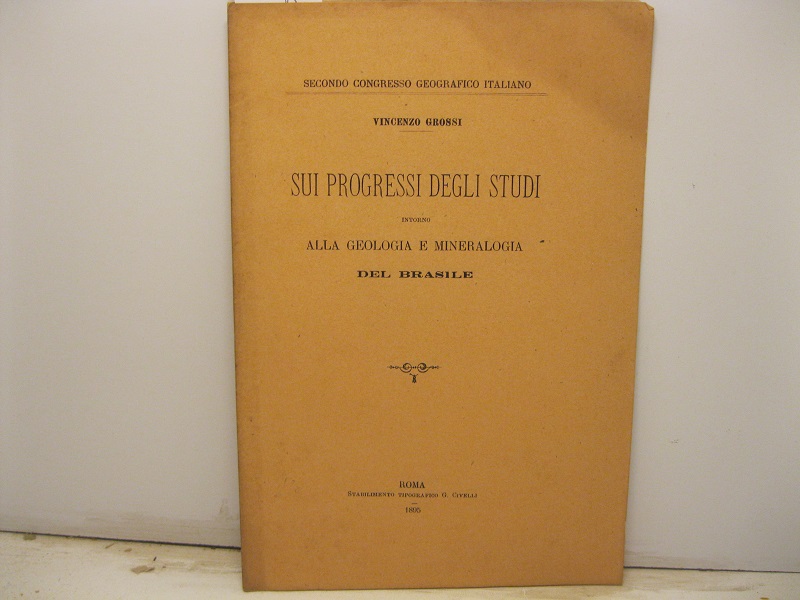 SECONDO CONGRESSO GEOGRAFICO ITALIANO
VINCENZO GROSSI
SUI PROGRESSI DEGLI STUDI
INTORNO
ALLA GEOLOGIA E MINERALOGIA
DEL BRASILE
ROMA
STABILIMENTO TIPOGRAFICO G. CIVELLI
1895